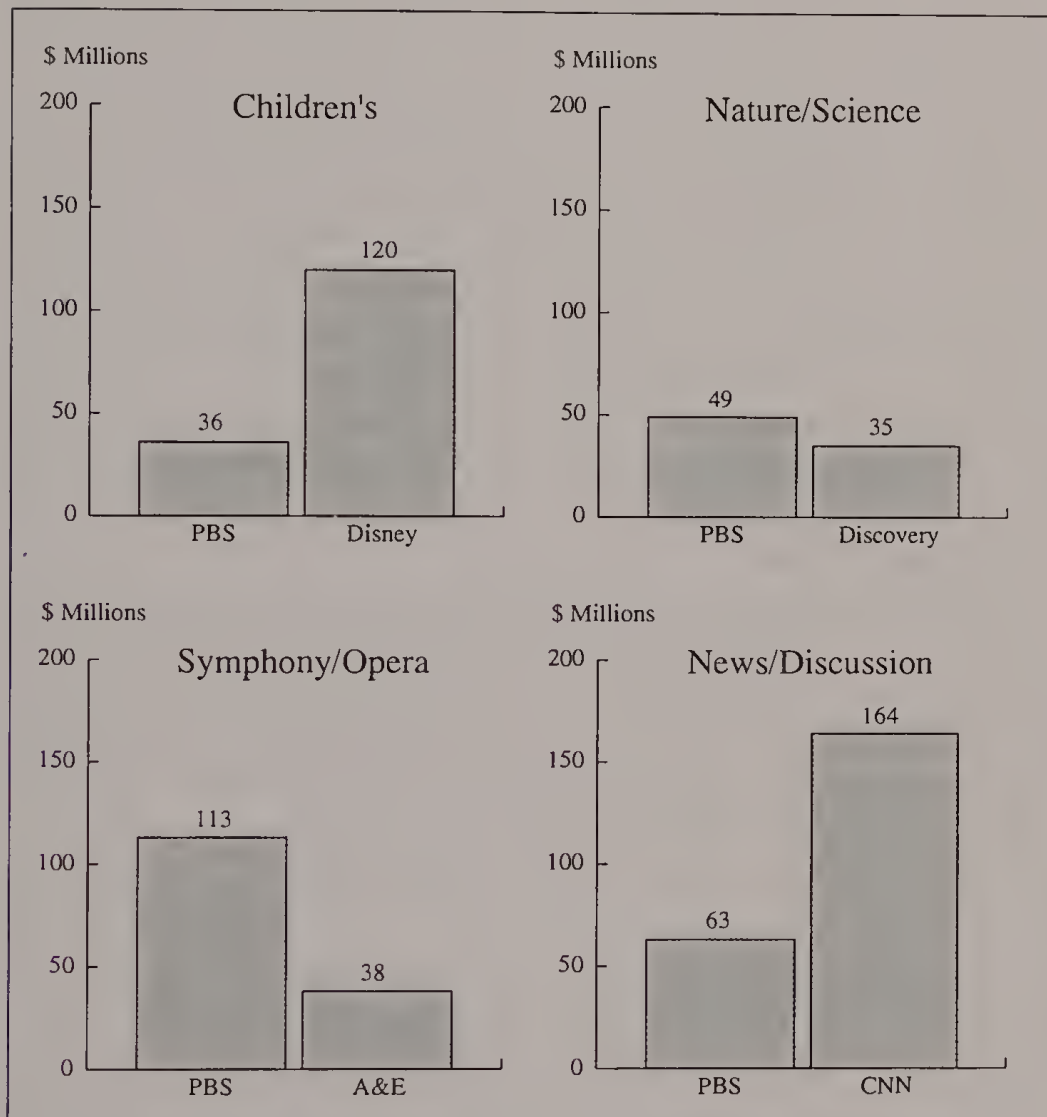 $ Millions
Children's
200
150
100
50
0
120
36
PBS Disney
$ Millions
Nature/Science
200
150
100
50
0
49
35
PBS Discovery
$ Millions
Symphony/Opera
200
150
100
50
0
113
38
PBS A&E
$ Millions
News/Discussion
200
150
100
50
0
164
63
PBS CNN